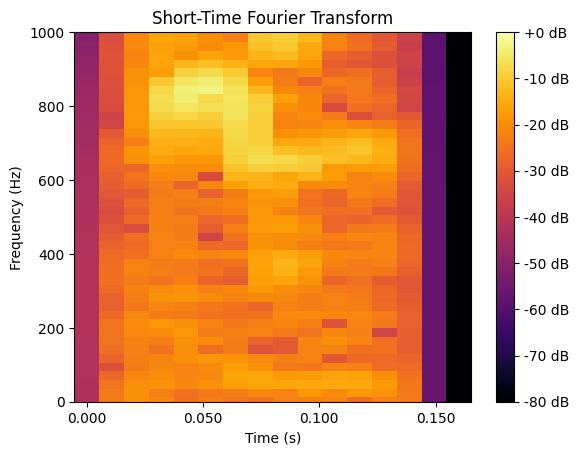 Short-Time Fourier Transform
1000
800
600
400
200
0
Frequency (Hz)
0.000
0.050
0.100
0.150
Time (s)
+0 dB
-10 dB
-20 dB
-30 dB
-40 dB
-50 dB
-60 dB
-70 dB
-80 dB